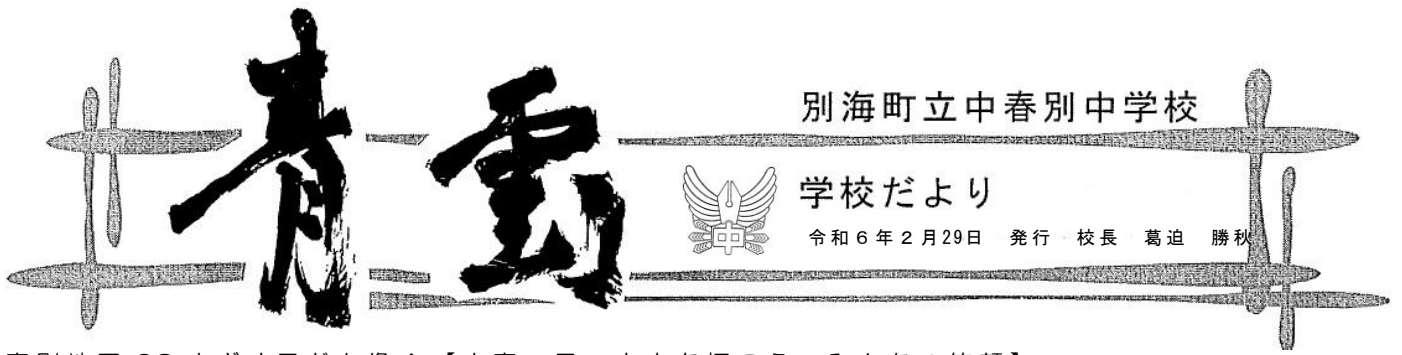 青雲
別海町立中春別中学校
学校だより
中
令和6年2月29日 発行 校長 葛迫 勝秋